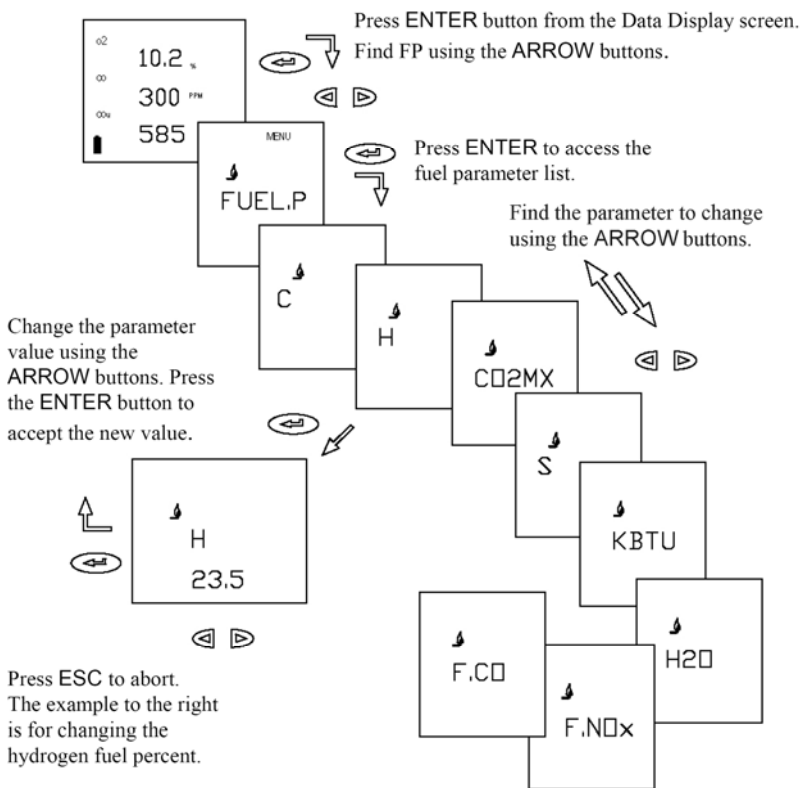 Press ENTER button from the Data Display screen.
Find FP using the ARROW buttons.
o2
10.2 %
co
300 PPM
585
MENU
FUEL.P
Press ENTER to access the
fuel parameter list.
Find the parameter to change
using the ARROW buttons.
C
H
CO2MX
S
KBTU
H2O
F.NOx
F.CO
Change the parameter
value using the
ARROW buttons. Press
the ENTER button to
accept the new value.
H
23.5
Press ESC to abort.
The example to the right
is for changing the
hydrogen fuel percent.